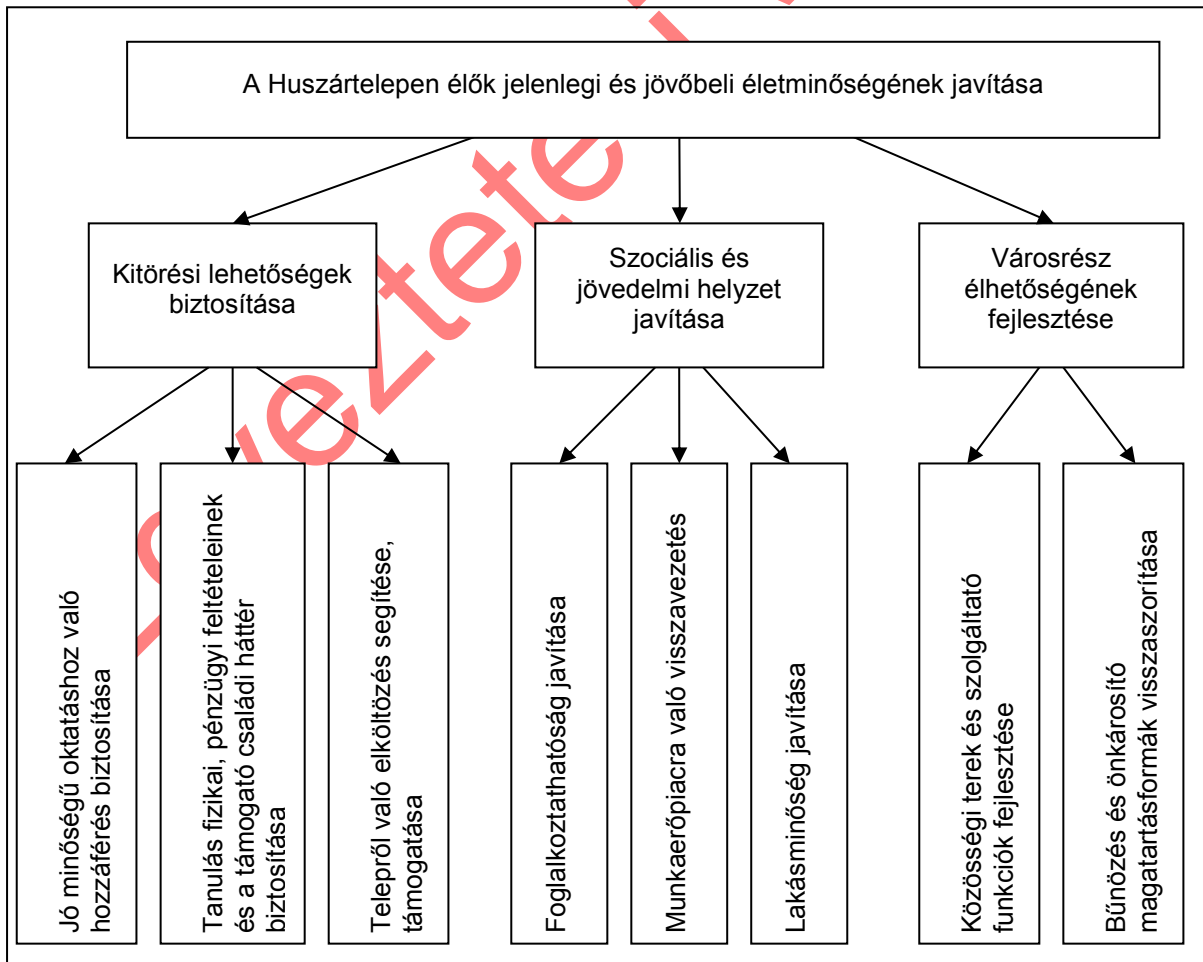 A Huszártelepen élők jelenlegi és jövőbeli életminőségének javítása
Kitörési lehetőségek
biztosítása
Szociális és
jövedelmi helyzet
javítása
Városrész
élhetőségének
fejlesztése
Jó minőségű oktatáshoz való
hozzáférés biztosítása
Tanulás fizikai, pénzügyi feltételeinek
és a támogató családi háttér
biztosítása
Telepről való elköltözés segítése,
támogatása
Foglalkoztathatóság javítása
Munkaerőpiacra való visszavezetés
Lakásminőség javítása
Közösségi terek és szolgáltató
funkciók fejlesztése
Bűnözés és önkárosító
magatartásformák visszaszorítása